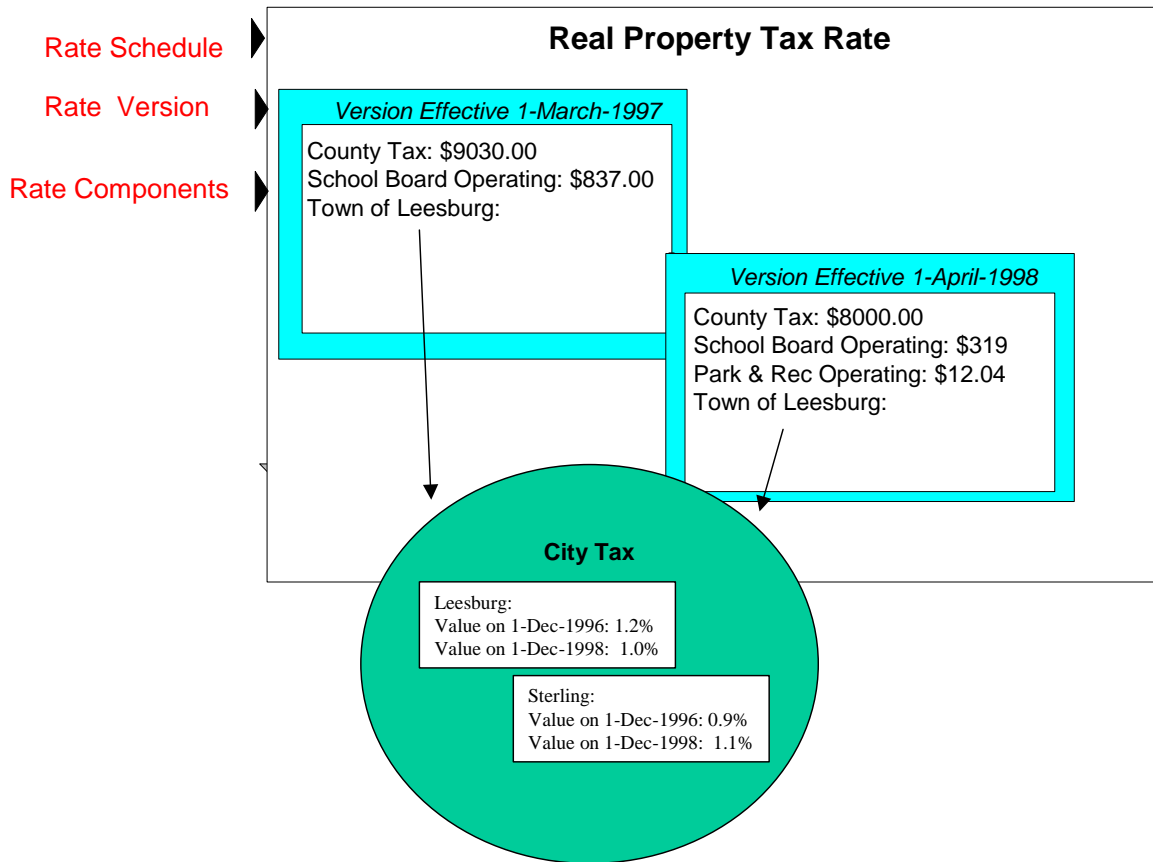 Real Property Tax Rate
Rate Schedule
Rate Version
Rate Components
Version Effective 1-March-1997
County Tax: $9030.00
School Board Operating: $837.00
Town of Leesburg:
Version Effective 1-April-1998
County Tax: $8000.00
School Board Operating: $319
Park & Rec Operating: $12.04
Town of Leesburg:
City Tax
Leesburg:
Value on 1-Dec-1996: 1.2%
Value on 1-Dec-1998: 1.0%
Sterling:
Value on 1-Dec-1996: 0.9%
Value on 1-Dec-1998: 1.1%